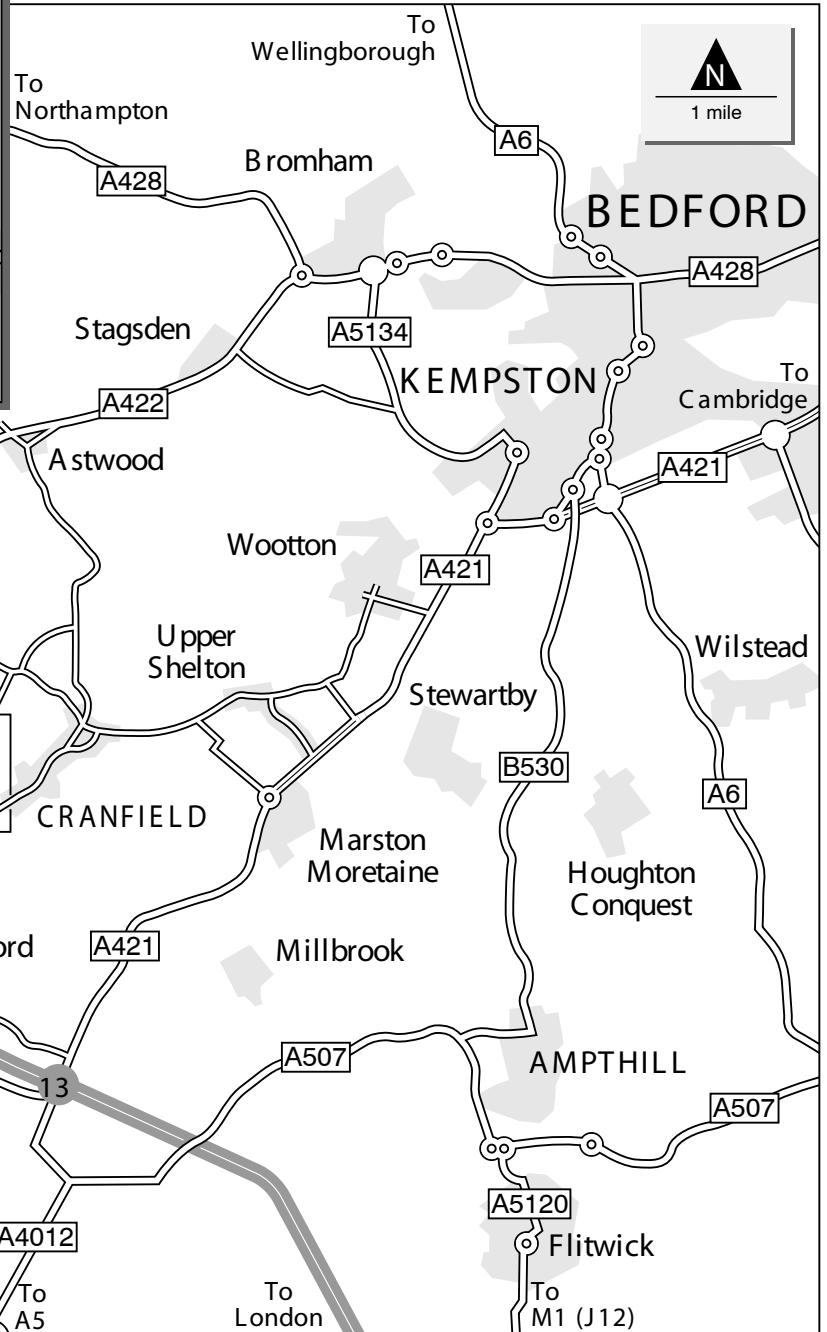 To
Wellingborough
N
1 mile
To
Northampton
A6
Bromham
A428
BEDFORD
A428
Stagsden
A5134
KEMPSTON
To
Cambridge
A422
Astwood
A421
Wootton
A421
Upper
Shelton
Wilstead
Stewartby
B530
A6
CRANFIELD
Marston
Moretaine
Houghton
Conquest
ord
A421
Millbrook
A507
AMPTHILL
13
A507
A5120
A4012
Flitwick
To
A5
To
London
To
M1 (J12)